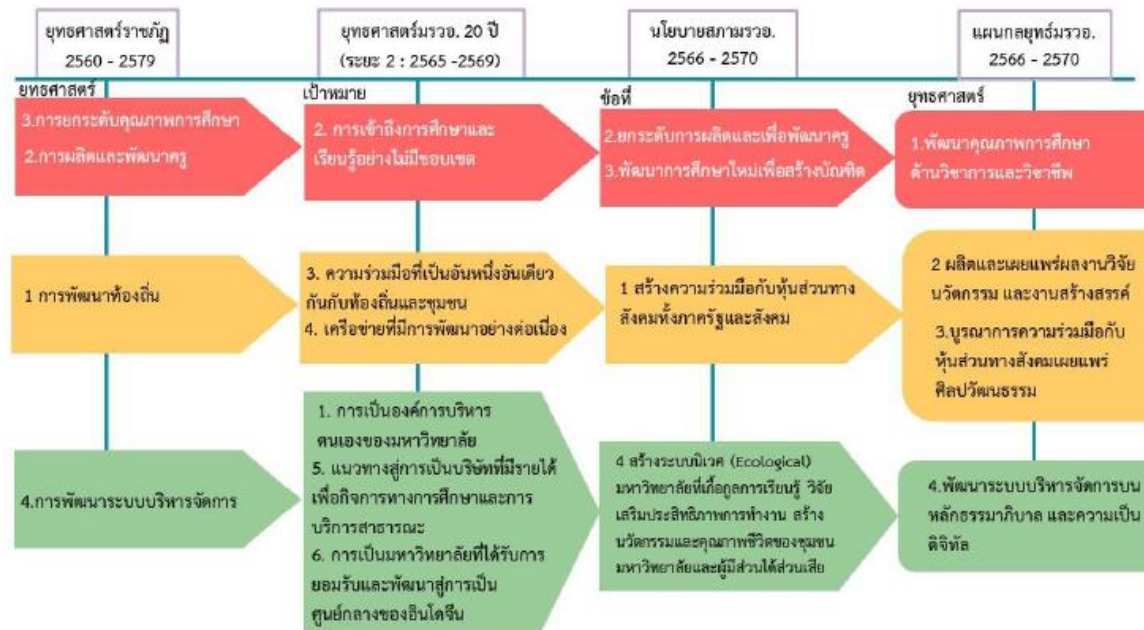 ยุทธศาสตร์ราชภัฏ
2560 - 2579
ยุทธศาสตร์มรวอ. 20 ปี
(ระยะ 2 : 2565 -2569)
นโยบายสภามรวอ.
2566 - 2570
แผนกลยุทธ์มรวอ.
2566 - 2570
ยุทธศาสตร์
เป้าหมาย
ข้อที่
ยุทธศาสตร์
3.การยกระดับคุณภาพการศึกษา
2.การผลิตและพัฒนาครู
2. การเข้าถึงการศึกษาและ
เรียนรู้อย่างไม่มีขอบเขต
2.ยกระดับการผลิตและเพื่อพัฒนาครู
3.พัฒนาการศึกษาใหม่เพื่อสร้างบัณฑิต
1.พัฒนาคุณภาพการศึกษา
ด้านวิชาการและวิชาชีพ
1 การพัฒนาท้องถิ่น
3. ความร่วมมือที่เป็นอันหนึ่งอันเดียว
กันกับท้องถิ่นและชุมชน
4. เครือข่ายที่มีการพัฒนาอย่างต่อเนื่อง
1 สร้างความร่วมมือกับหุ้นส่วนทาง
สังคมทั้งภาครัฐและสังคม
2 ผลิตและเผยแพร่ผลงานวิจัย
นวัตกรรม และงานสร้างสรรค์
3.บูรณาการความร่วมมือกับ
หุ้นส่วนทางสังคมเผยแพร่
ศิลปวัฒนธรรม
4.การพัฒนาระบบบริหารจัดการ
1. การเป็นองค์การบริหาร
ตนเองของมหาวิทยาลัย
5. แนวทางสู่การเป็นบริษัทที่มีรายได้
เพื่อกิจการทางการศึกษาและการ
บริการสาธารณะ
6. การเป็นมหาวิทยาลัยที่ได้รับการ
ยอมรับและพัฒนาสู่การเป็น
ศูนย์กลางของอินโดจีน
4 สร้างระบบนิเวศ (Ecological)
มหาวิทยาลัยที่เกื้อกูลการเรียนรู้ วิจัย
เสริมประสิทธิภาพการทำงาน สร้าง
นวัตกรรมและคุณภาพชีวิตของชุมชน
มหาวิทยาลัยและผู้มีส่วนได้ส่วนเสีย
4.พัฒนาระบบบริหารจัดการบน
หลักธรรมาภิบาล และความเป็น
ดิจิทัล